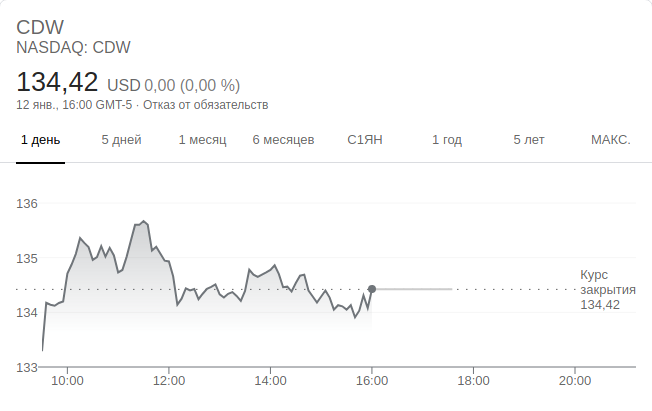 CDW
NASDAQ: CDW
134,42 USD 0,00 (0,00 %)
12 янв., 16:00 GMT-5 · Отказ от обязательств
1 день 5 дней 1 месяц 6 месяцев С1ЯН 1 год 5 лет МАКС.
136
135
134
133
Курс
закрытия
134,42
10:00 12:00 14:00 16:00 18:00 20:00